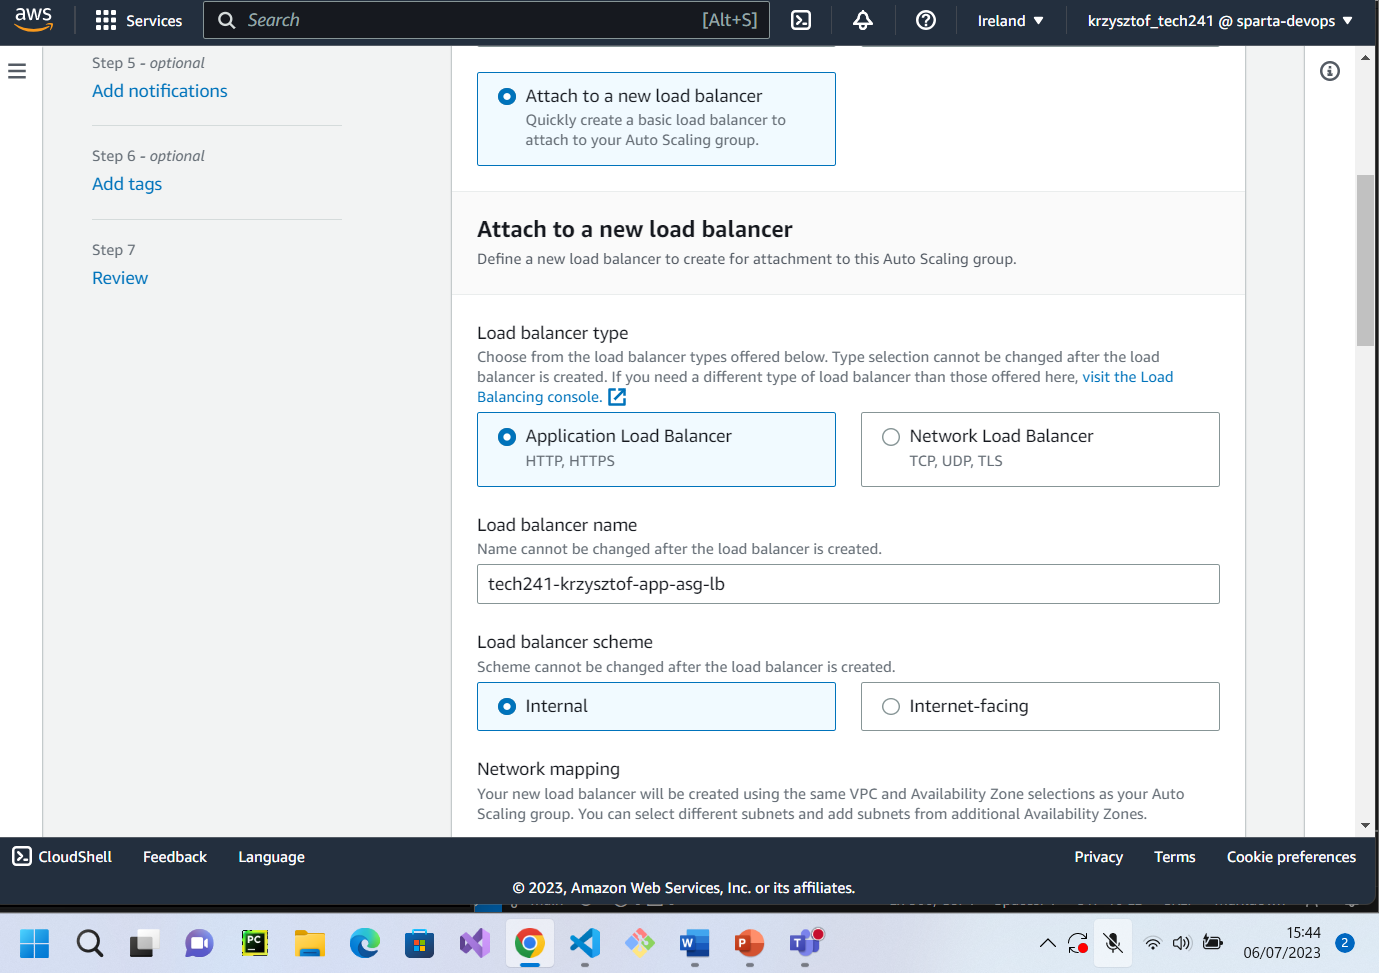 aws
Services
Search
[Alt+S]
Ireland
krzysztof_tech241 @ sparta-devops
Step 5 - optional
Add notifications
Step 6 - optional
Add tags
Step 7
Review
Attach to a new load balancer
Quickly create a basic load balancer to
attach to your Auto Scaling group.
Attach to a new load balancer
Define a new load balancer to create for attachment to this Auto Scaling group.
Load balancer type
Choose from the load balancer types offered below. Type selection cannot be changed after the load
balancer is created. If you need a different type of load balancer than those offered here, visit the Load
Balancing console.
Application Load Balancer
HTTP, HTTPS
Network Load Balancer
TCP, UDP, TLS
Load balancer name
Name cannot be changed after the load balancer is created.
tech241-krzysztof-app-asg-lb
Load balancer scheme
Scheme cannot be changed after the load balancer is created.
Internal
Internet-facing
Network mapping
Your new load balancer will be created using the same VPC and Availability Zone selections as your Auto
Scaling group. You can select different subnets and add subnets from additional Availability Zones.
CloudShell
Feedback
Language
Privacy
Terms
Cookie preferences
© 2023, Amazon Web Services, Inc. or its affiliates.
PC
W
P
T
15:44
06/07/2023
2